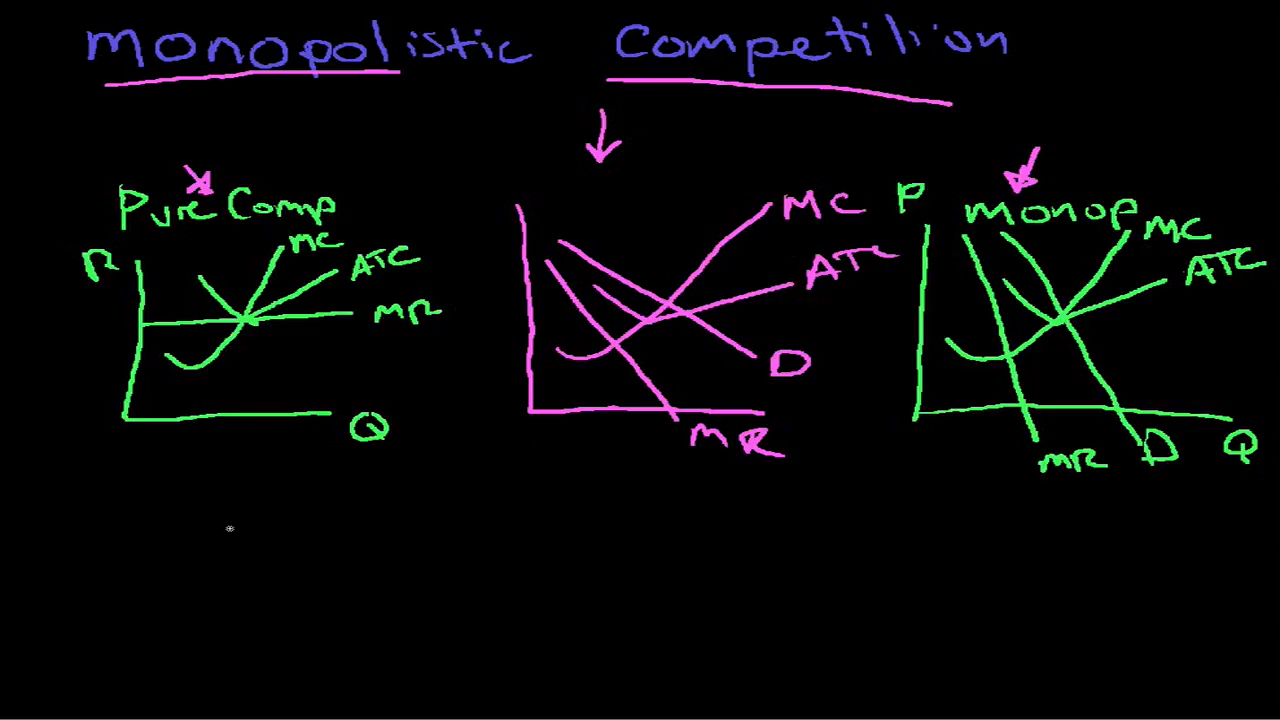 Monopolistic Competition
Pure Comp
P
MC
ATC
MR
Q
MC
ATC
D
MR
P
Monop
MC
ATC
MR
D
Q